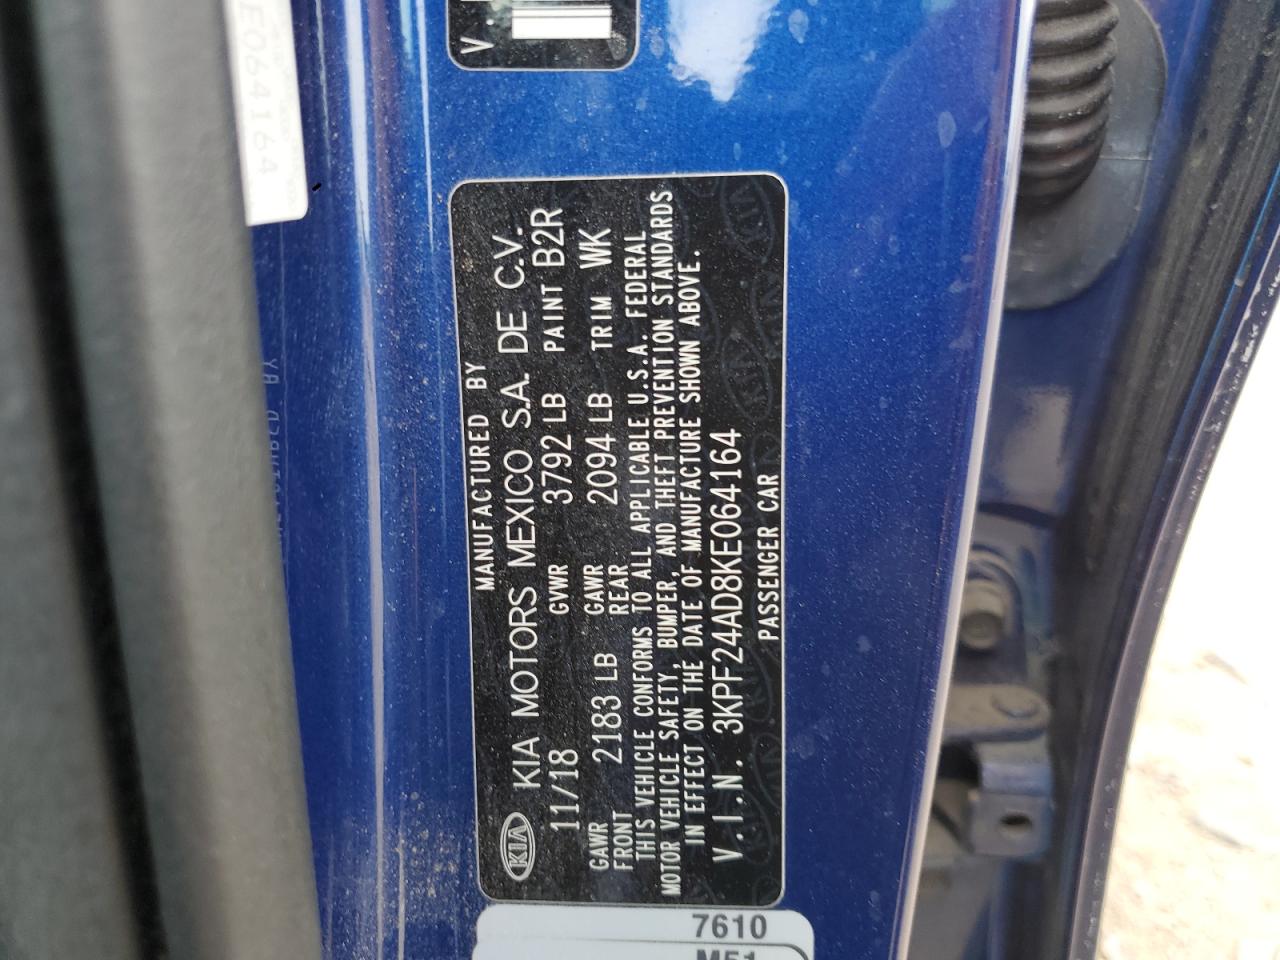 E064164
V
MANUFACTURED BY
KIA KIA MOTORS MEXICO S.A. DE C.V.
11/18 GVWR 3792 LB PAINT B2R
GAWR FRONT 2183 LB GAWR REAR 2094 LB TRIM WK
THIS VEHICLE CONFORMS TO ALL APPLICABLE U.S.A. FEDERAL
MOTOR VEHICLE SAFETY, BUMPER, AND THEFT PREVENTION STANDARDS
IN EFFECT ON THE DATE OF MANUFACTURE SHOWN ABOVE.
V.I.N. 3KPF24AD8KE064164
PASSENGER CAR
7610
M51